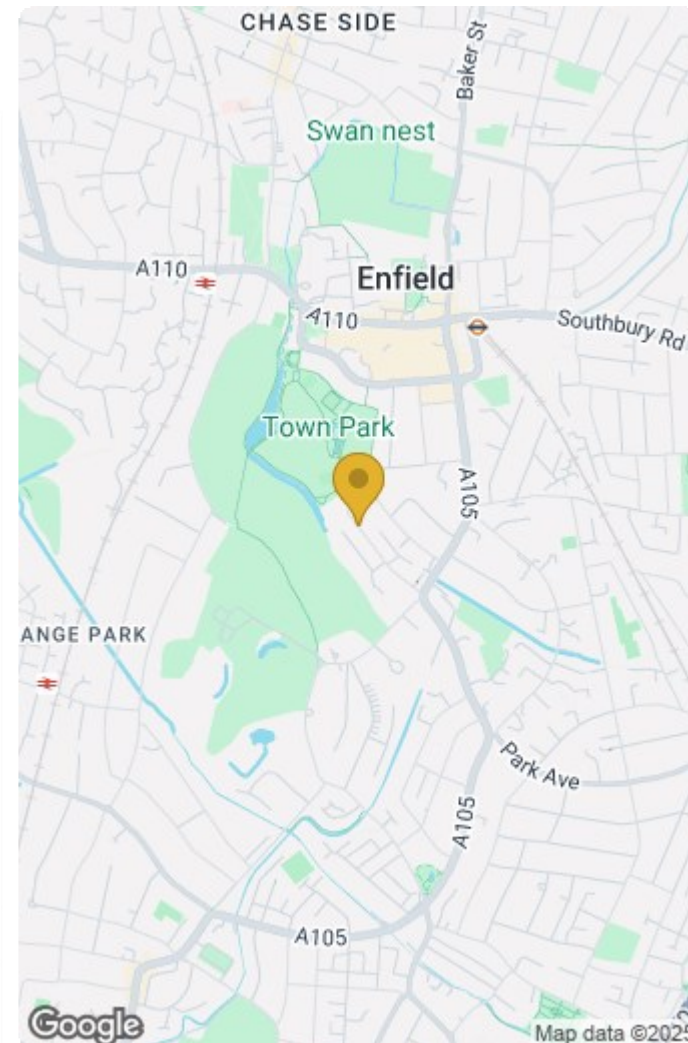 CHASE SIDE
Baker St
Swan nest
A110
Enfield
A110
Southbury Rd
Town Park
A105
ANGE PARK
Park Ave
A105
A105
Google
Map data ©2025